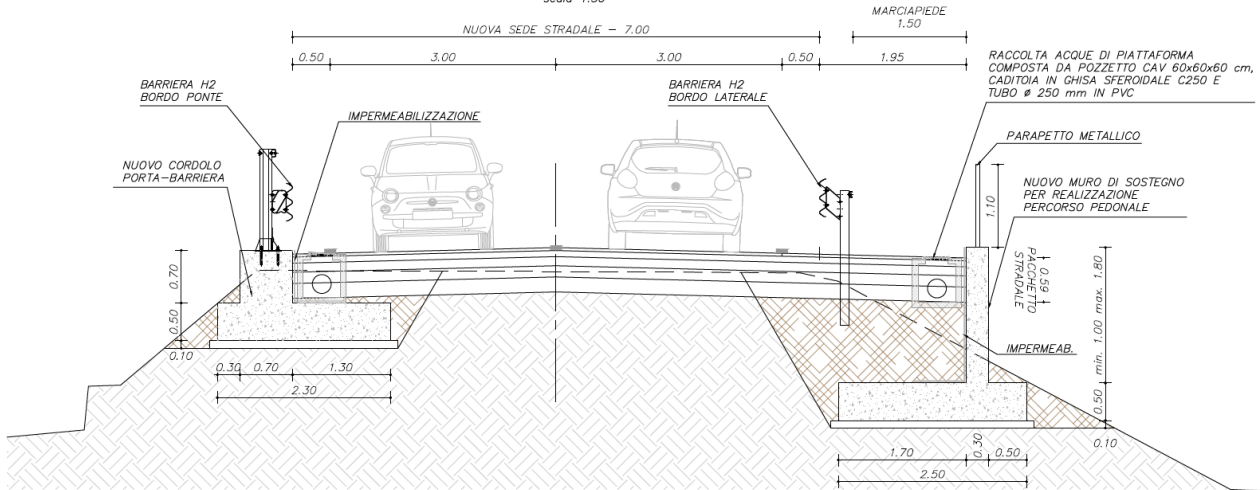 scala 1:50
MARCIAPIEDE
1.50
NUOVA SEDE STRADALE - 7.00
0.50
3.00
3.00
0.50
1.95
RACCOLTA ACQUE DI PIATTAFORMA
COMPOSTA DA POZZETTO CAV 60x60x60 cm,
CADITOIA IN GHISA SFEROIDALE C250 E
TUBO ø 250 mm IN PVC
BARRIERA H2
BORDO PONTE
BARRIERA H2
BORDO LATERALE
IMPERMEABILIZZAZIONE
PARAPETTO METALLICO
NUOVO CORDOLO
PORTA-BARRIERA
NUOVO MURO DI SOSTEGNO
PER REALIZZAZIONE
PERCORSO PEDONALE
1.10
0.70
0.50
0.10
0.59
PACCHETTO
STRADALE
min. 1.00 max. 1.80
IMPERMEAB.
0.30
0.70
1.30
2.30
0.50
0.10
1.70
0.30
0.50
2.50